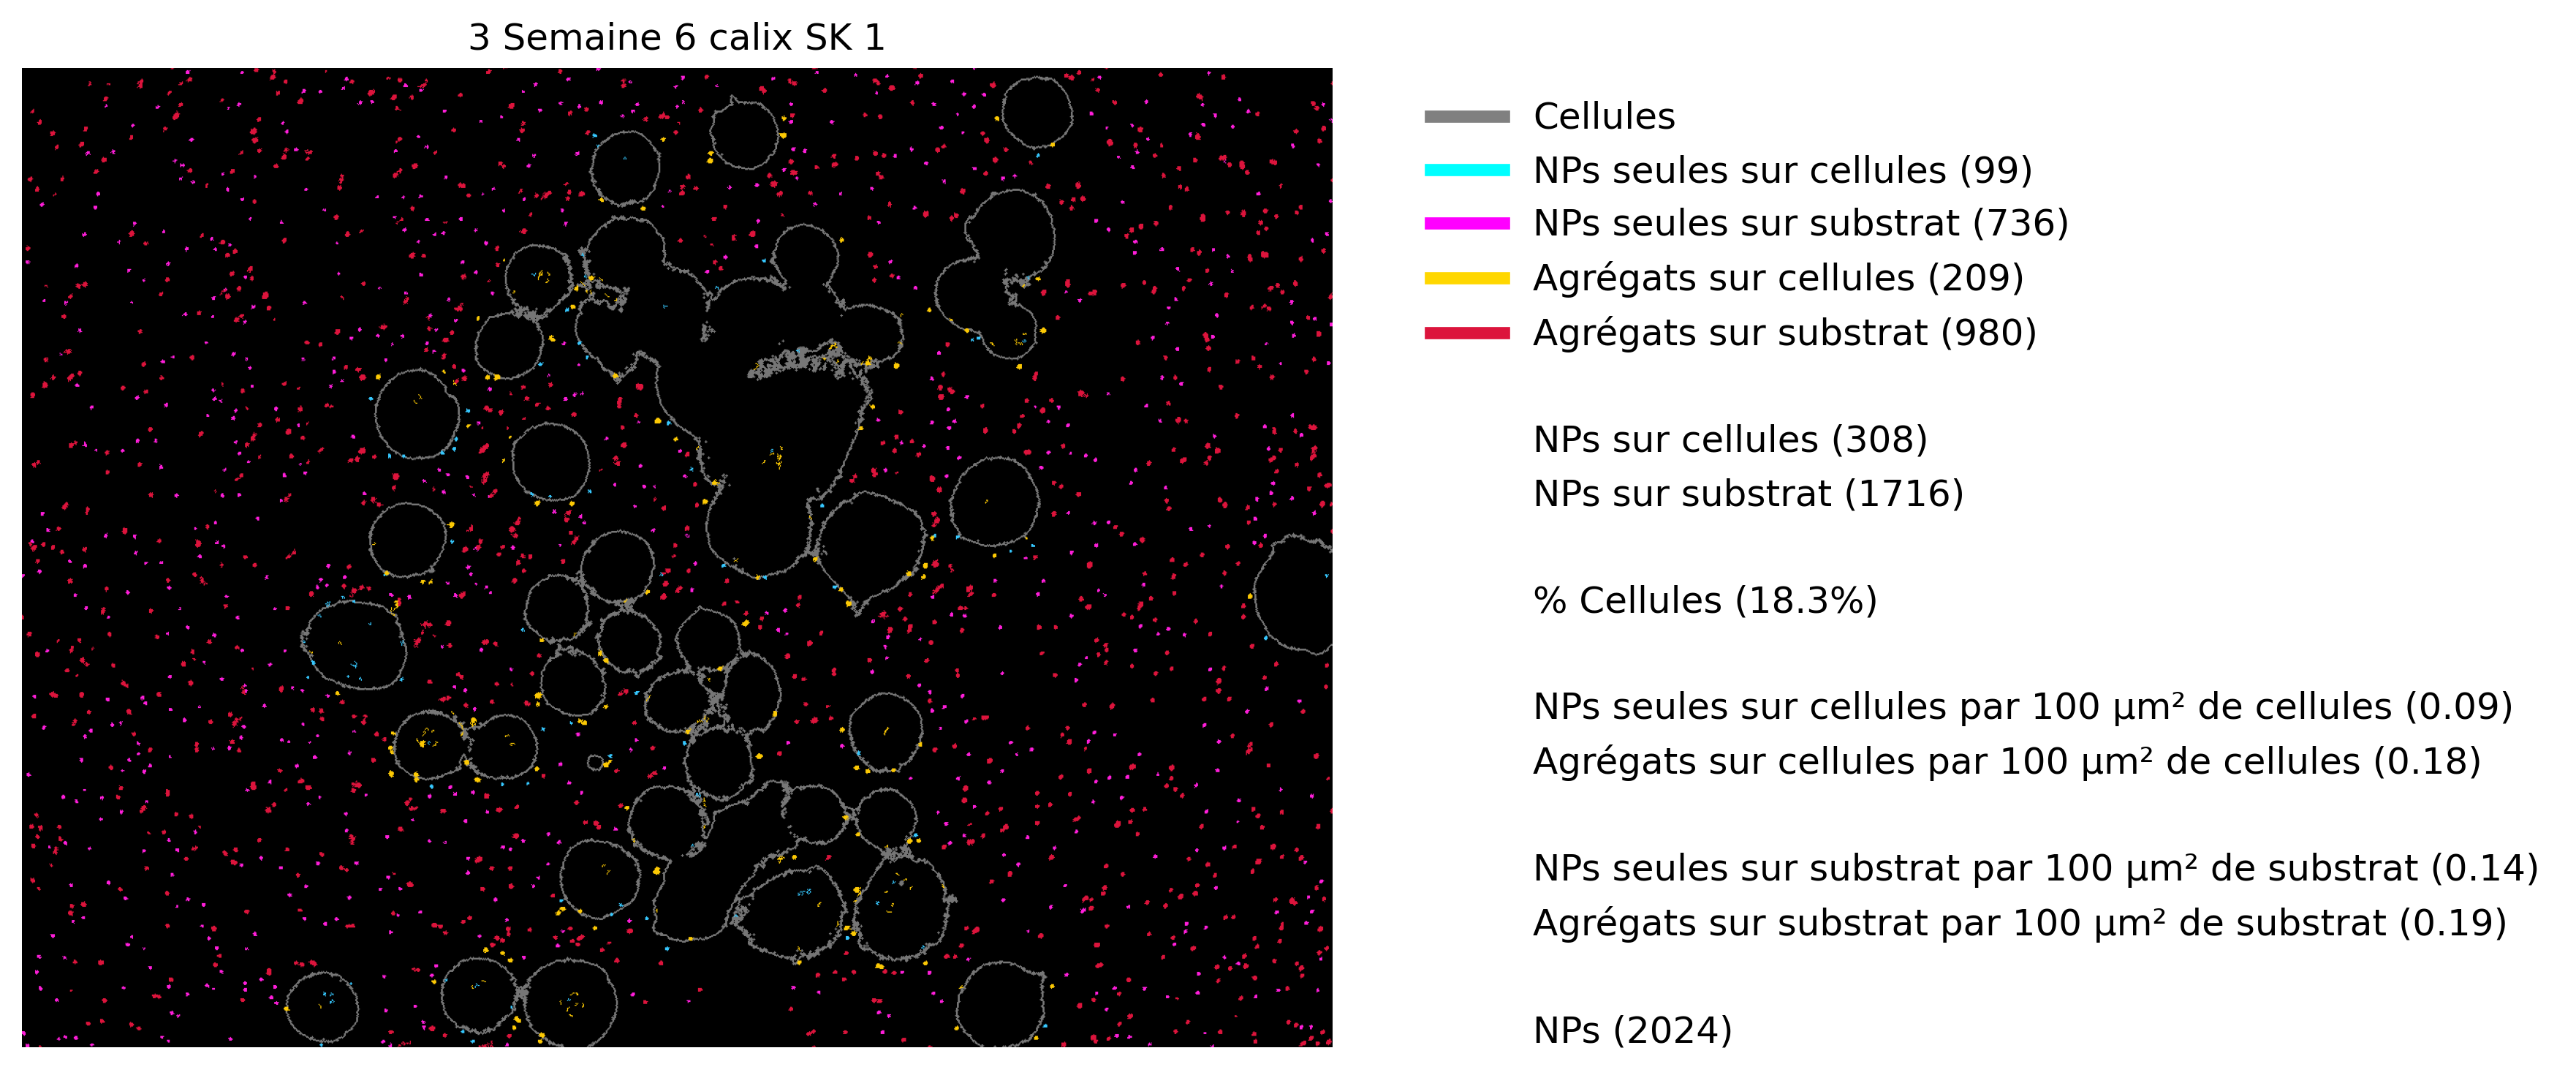 3 Semaine 6 calix SK 1
Cellules
NPs seules sur cellules (99)
NPs seules sur substrat (736)
Agrégats sur cellules (209)
Agrégats sur substrat (980)
NPs sur cellules (308)
NPs sur substrat (1716)
% Cellules (18.3%)
NPs seules sur cellules par 100 µm² de cellules (0.09)
Agrégats sur cellules par 100 µm² de cellules (0.18)
NPs seules sur substrat par 100 µm² de substrat (0.14)
Agrégats sur substrat par 100 µm² de substrat (0.19)
NPs (2024)